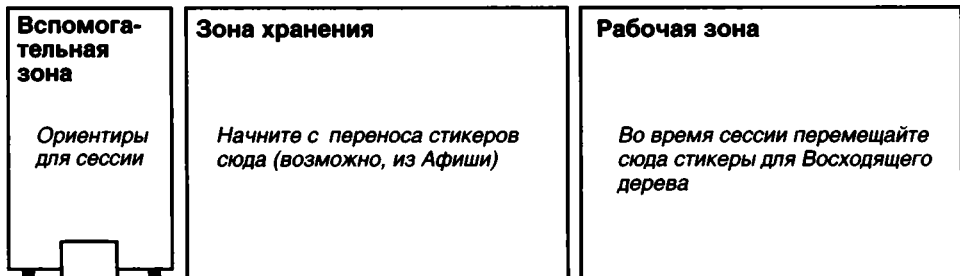 Вспомога-
тельная
зона
Ориентиры
для сессии
Зона хранения
Начните с переноса стикеров
сюда (возможно, из Афиши)
Рабочая зона
Во время сессии перемещайте
сюда стикеры для Восходящего
дерева